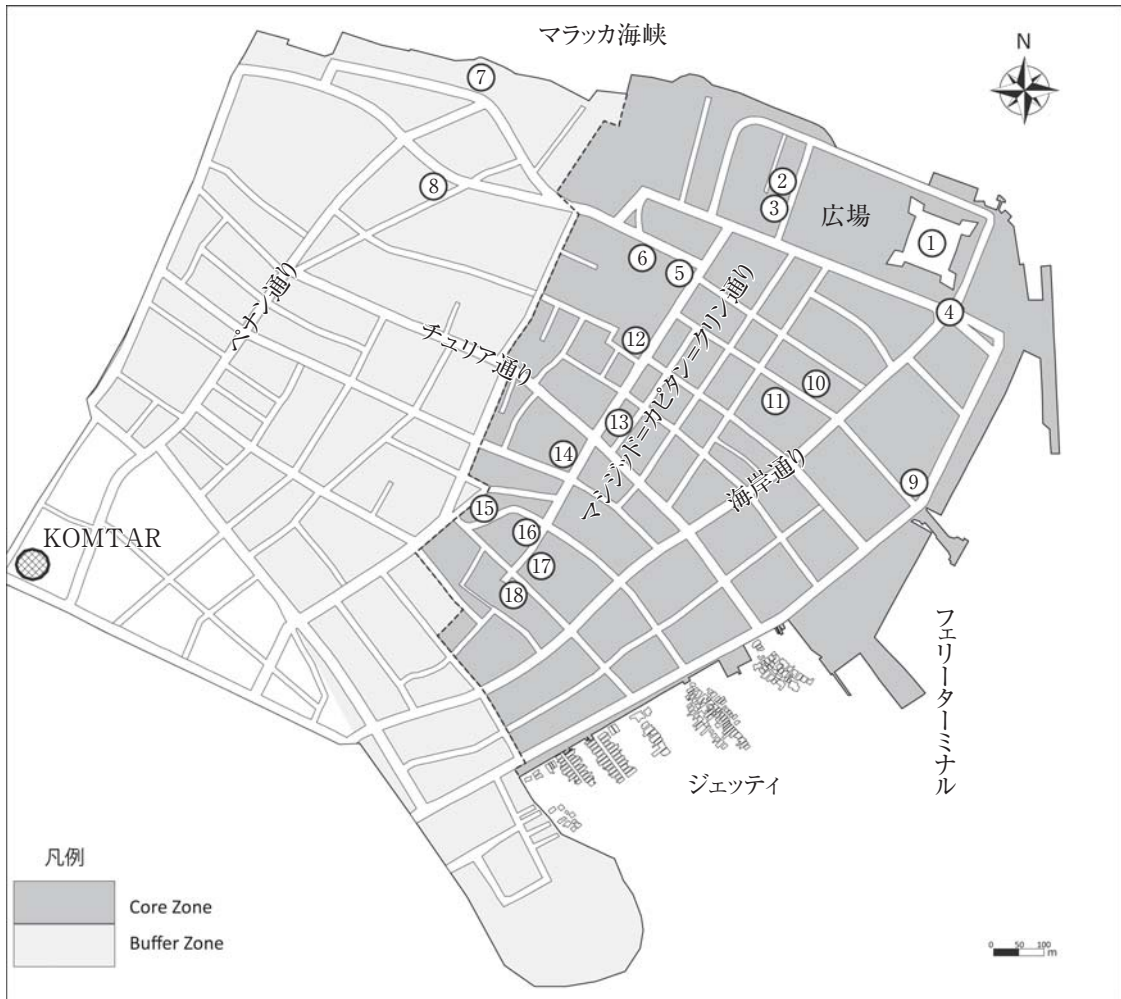 マラッカ海峡
N
⑦
②
⑧
③
広場
①
⑥
⑤
④
ペナン通り
チュリア通り
⑫
マシジッド=カピタン=クリン通り
⑩
⑪
⑬
⑭
海岸通り
⑨
⑮
⑯
KOMTAR
⑰
⑱
フェリーターミナル
ジェッティ
凡例
Core Zone
Buffer Zone
0 50 100
m